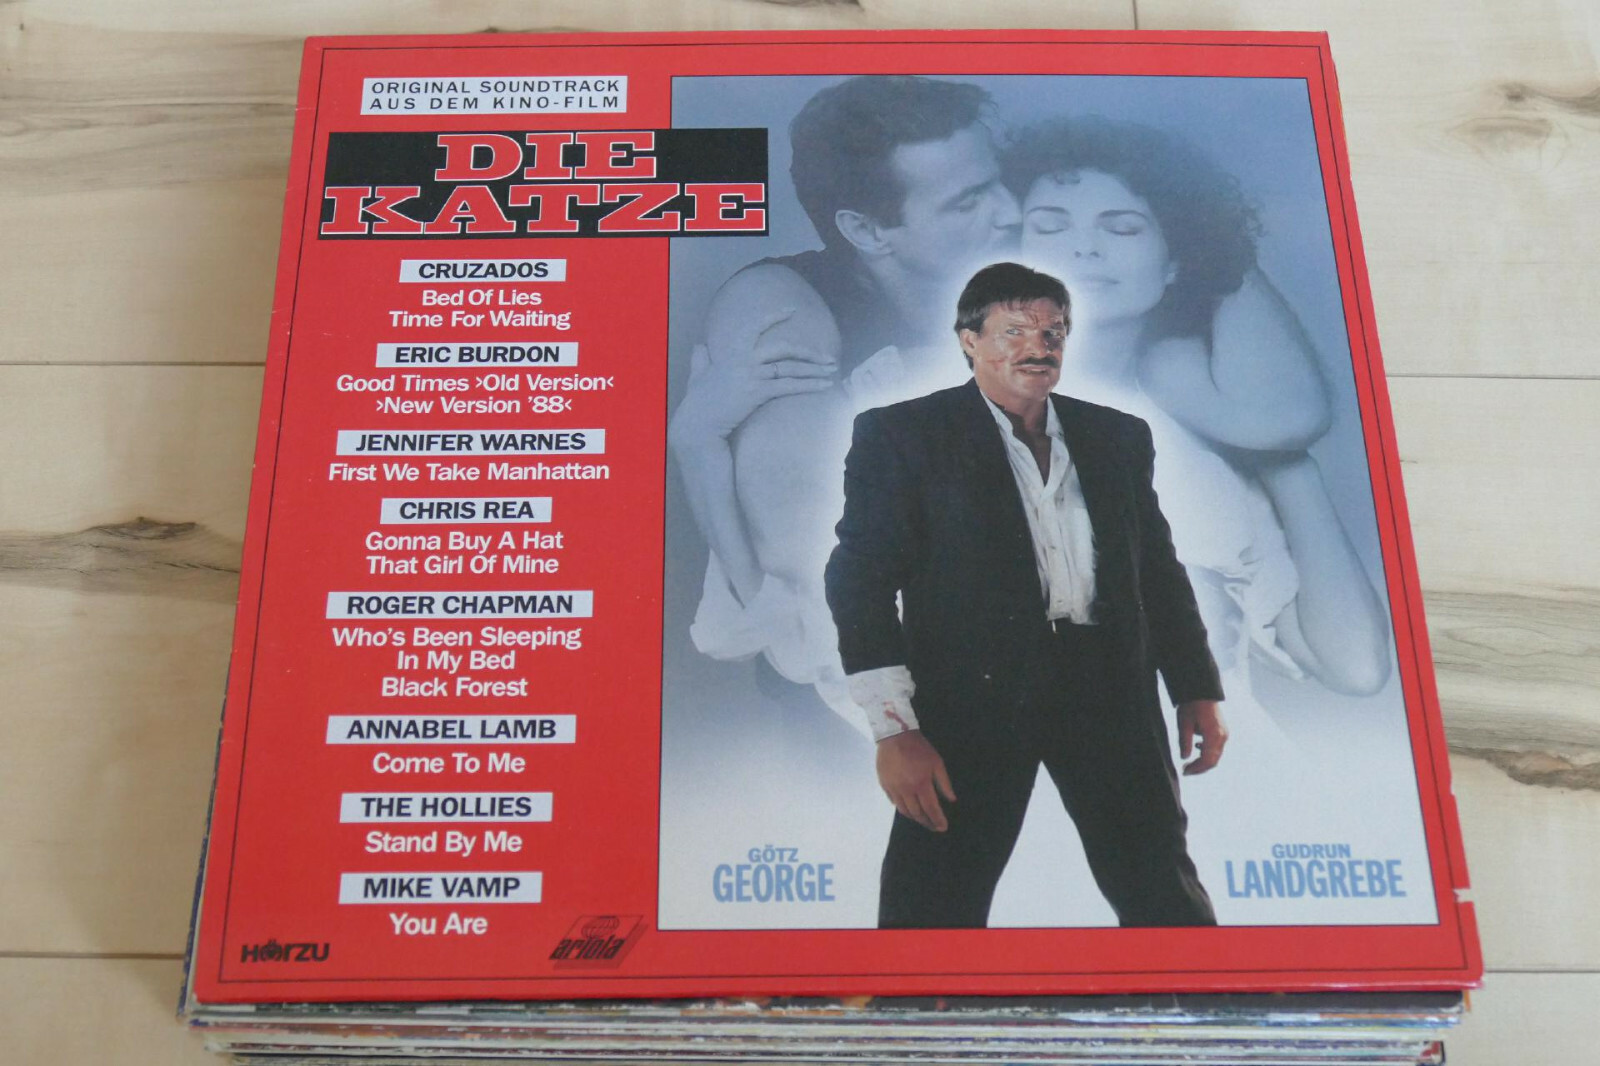 ORIGINAL SOUNDTRACK
AUS DEM KINO-FILM
DIE
KATZE
CRUZADOS
Bed Of Lies
Time For Waiting
ERIC BURDON
Good Times ›Old Version‹
›New Version '88‹
JENNIFER WARNES
First We Take Manhattan
CHRIS REA
Gonna Buy A Hat
That Girl Of Mine
ROGER CHAPMAN
Who's Been Sleeping
In My Bed
Black Forest
ANNABEL LAMB
Come To Me
THE HOLLIES
Stand By Me
MIKE VAMP
You Are
HÖRZU
ariola
GÖTZ
GEORGE
GUDRUN
LANDGREBE